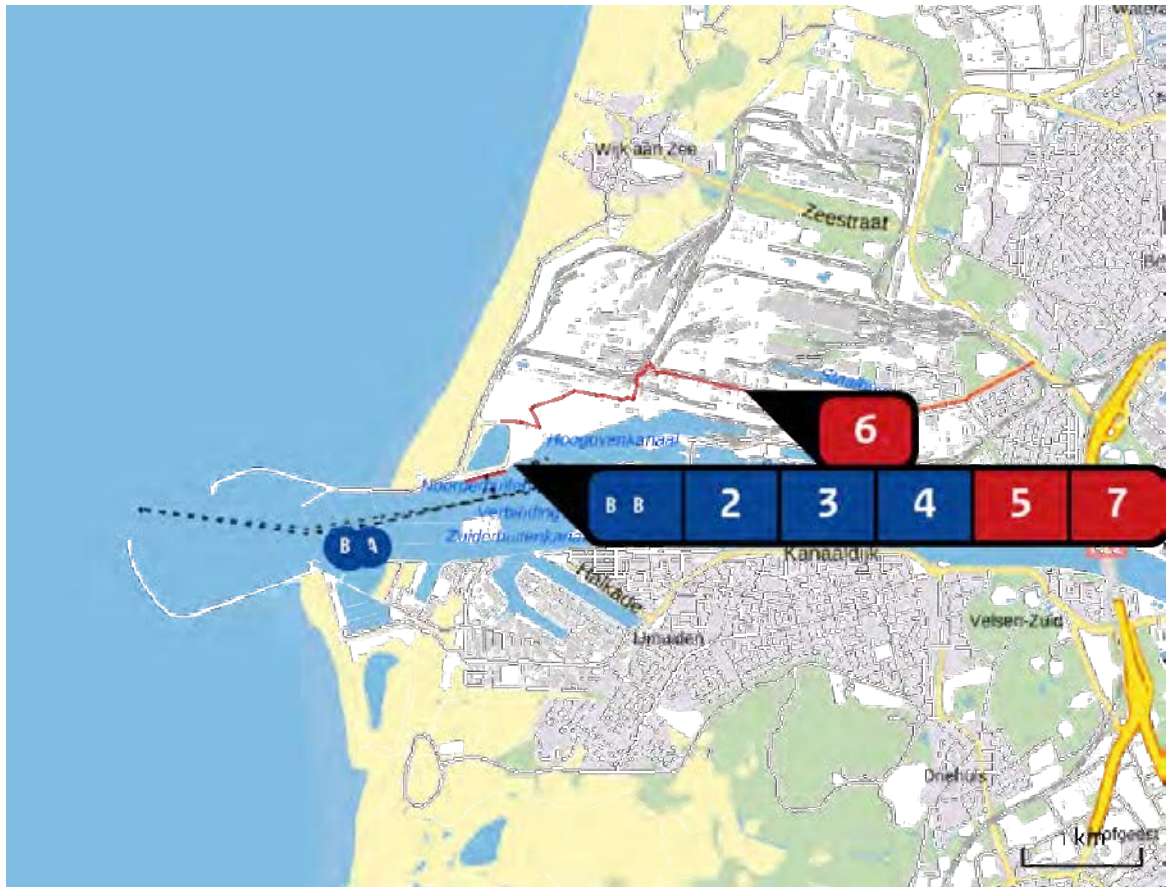 Wijk aan Zee
Zeestraat
6
Hoogovenkanaal
B B 2 3 4 5 7
Verbinding
B A
Zuiderbuitenkanaal
Kanaaldijk
Halkade
IJmuiden
Velsen-Zuid
Driehuis
1 km